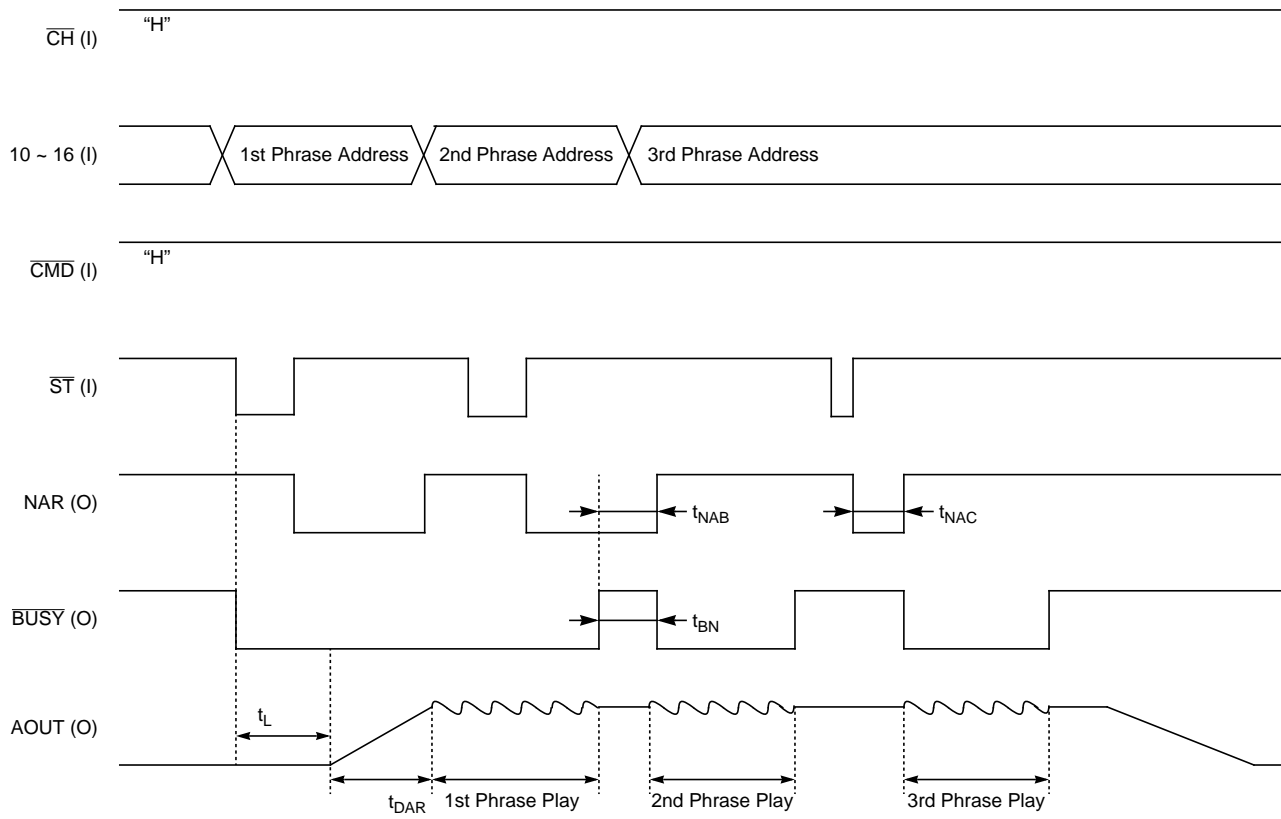 CH (I)
“H”
10 ~ 16 (I)
1st Phrase Address
2nd Phrase Address
3rd Phrase Address
CMD (I)
“H”
ST (I)
NAR (O)
tNAB
tNAC
BUSY (O)
tBN
AOUT (O)
tL
tDAR
1st Phrase Play
2nd Phrase Play
3rd Phrase Play